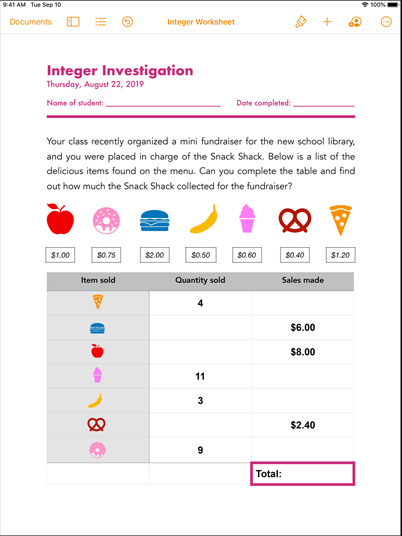 9:41 AM Tue Sep 10 100%
Documents Integer Worksheet
Integer Investigation
Thursday, August 22, 2019
Name of student: Date completed:
Your class recently organized a mini fundraiser for the new school library,
and you were placed in charge of the Snack Shack. Below is a list of the
delicious items found on the menu. Can you complete the table and find
out how much the Snack Shack collected for the fundraiser?
$1.00 $0.75 $2.00 $0.50 $0.60 $0.40 $1.20
Item sold Quantity sold Sales made
4
$6.00
$8.00
11
3
$2.40
9
Total: